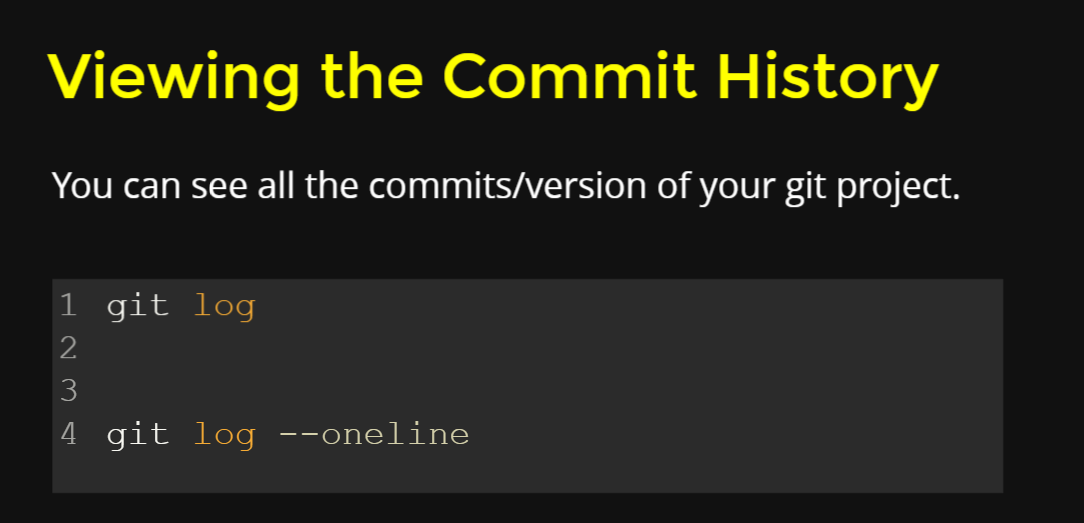 Viewing the Commit History
You can see all the commits/version of your git project.
1 git log
2
3
4 git log --oneline